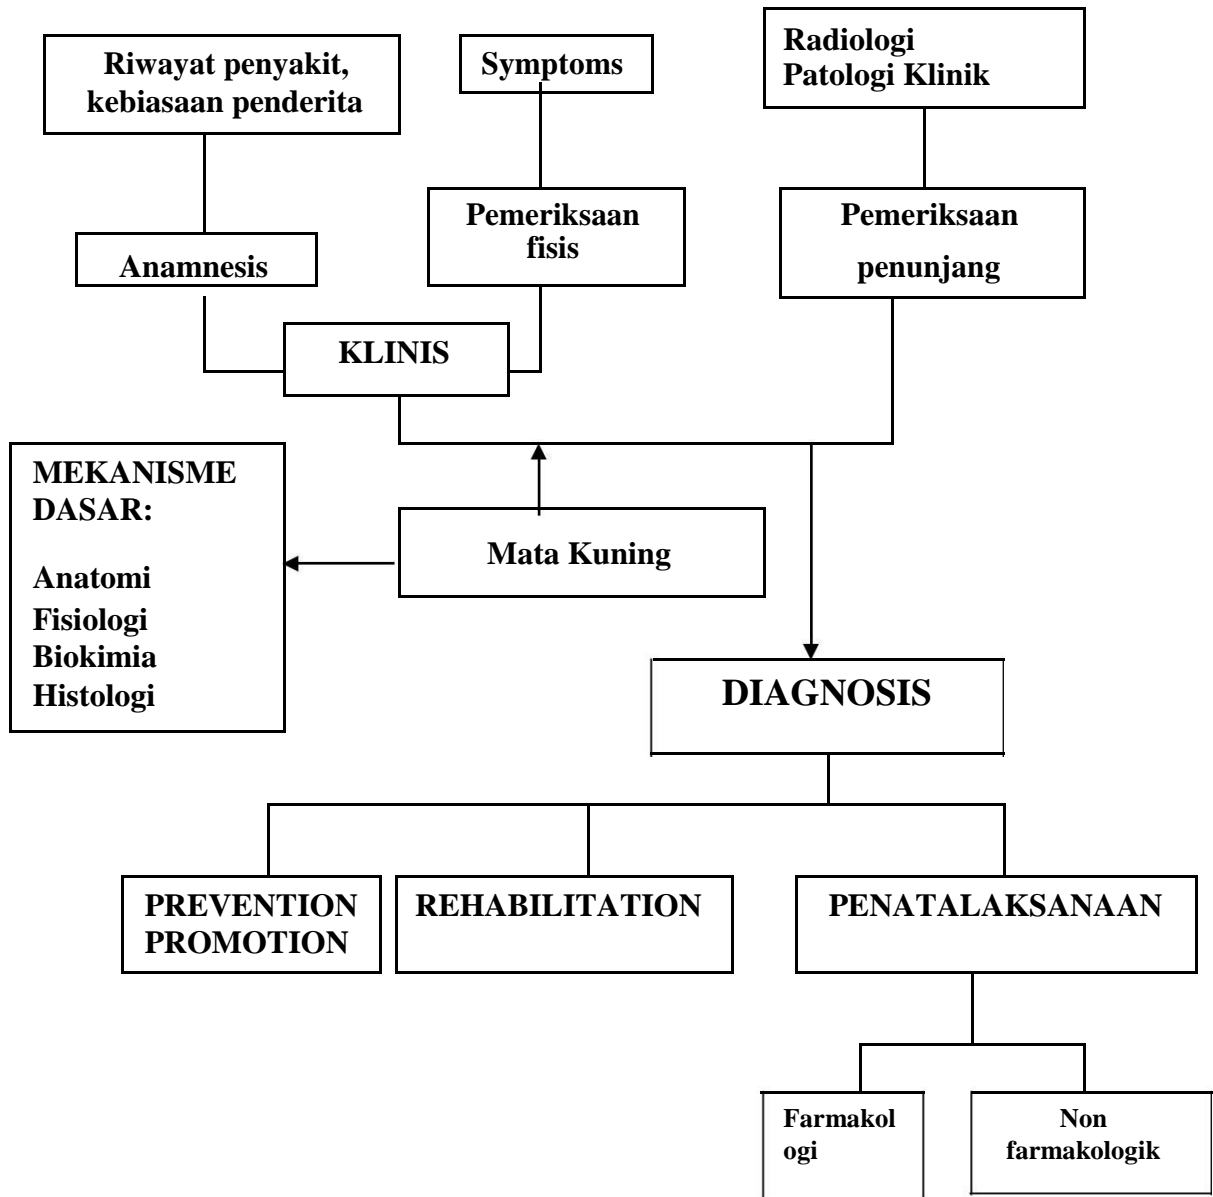 Riwayat penyakit,
kebiasaan penderita
Symptoms
Radiologi
Patologi Klinik
Anamnesis
Pemeriksaan
fisis
Pemeriksaan
penunjang
KLINIS
MEKANISME
DASAR:
Anatomi
Fisiologi
Biokimia
Histologi
Mata Kuning
DIAGNOSIS
PREVENTION
PROMOTION
REHABILITATION
PENATALAKSANAAN
Farmakol
ogi
Non
farmakologik